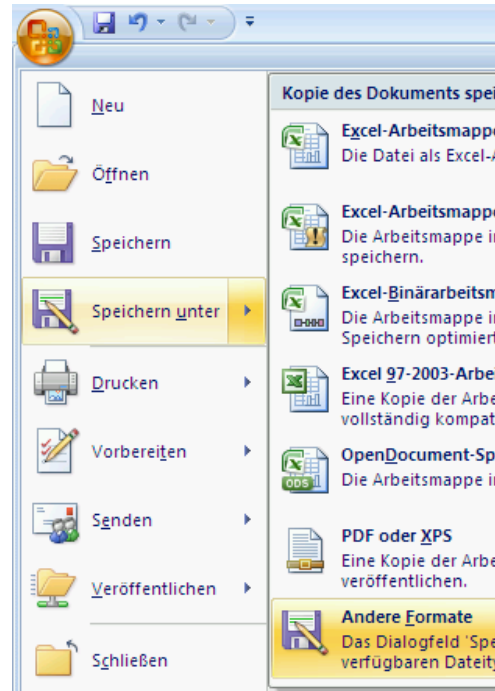 Neu
Öffnen
Speichern
Speichern unter
Drucken
Vorbereiten
Senden
Veröffentlichen
Schließen
Kopie des Dokuments spei
Excel-Arbeitsmappe
Die Datei als Excel-A
Excel-Arbeitsmappe
Die Arbeitsmappe in
speichern.
Excel-Binärarbeitsm
Die Arbeitsmappe in
Speichern optimiert
Excel 97-2003-Arbei
Eine Kopie der Arbe
vollständig kompat
OpenDocument-Sp
ODS
Die Arbeitsmappe in
PDF oder XPS
Eine Kopie der Arbe
veröffentlichen.
Andere Formate
Das Dialogfeld 'Spe
verfügbaren Dateity